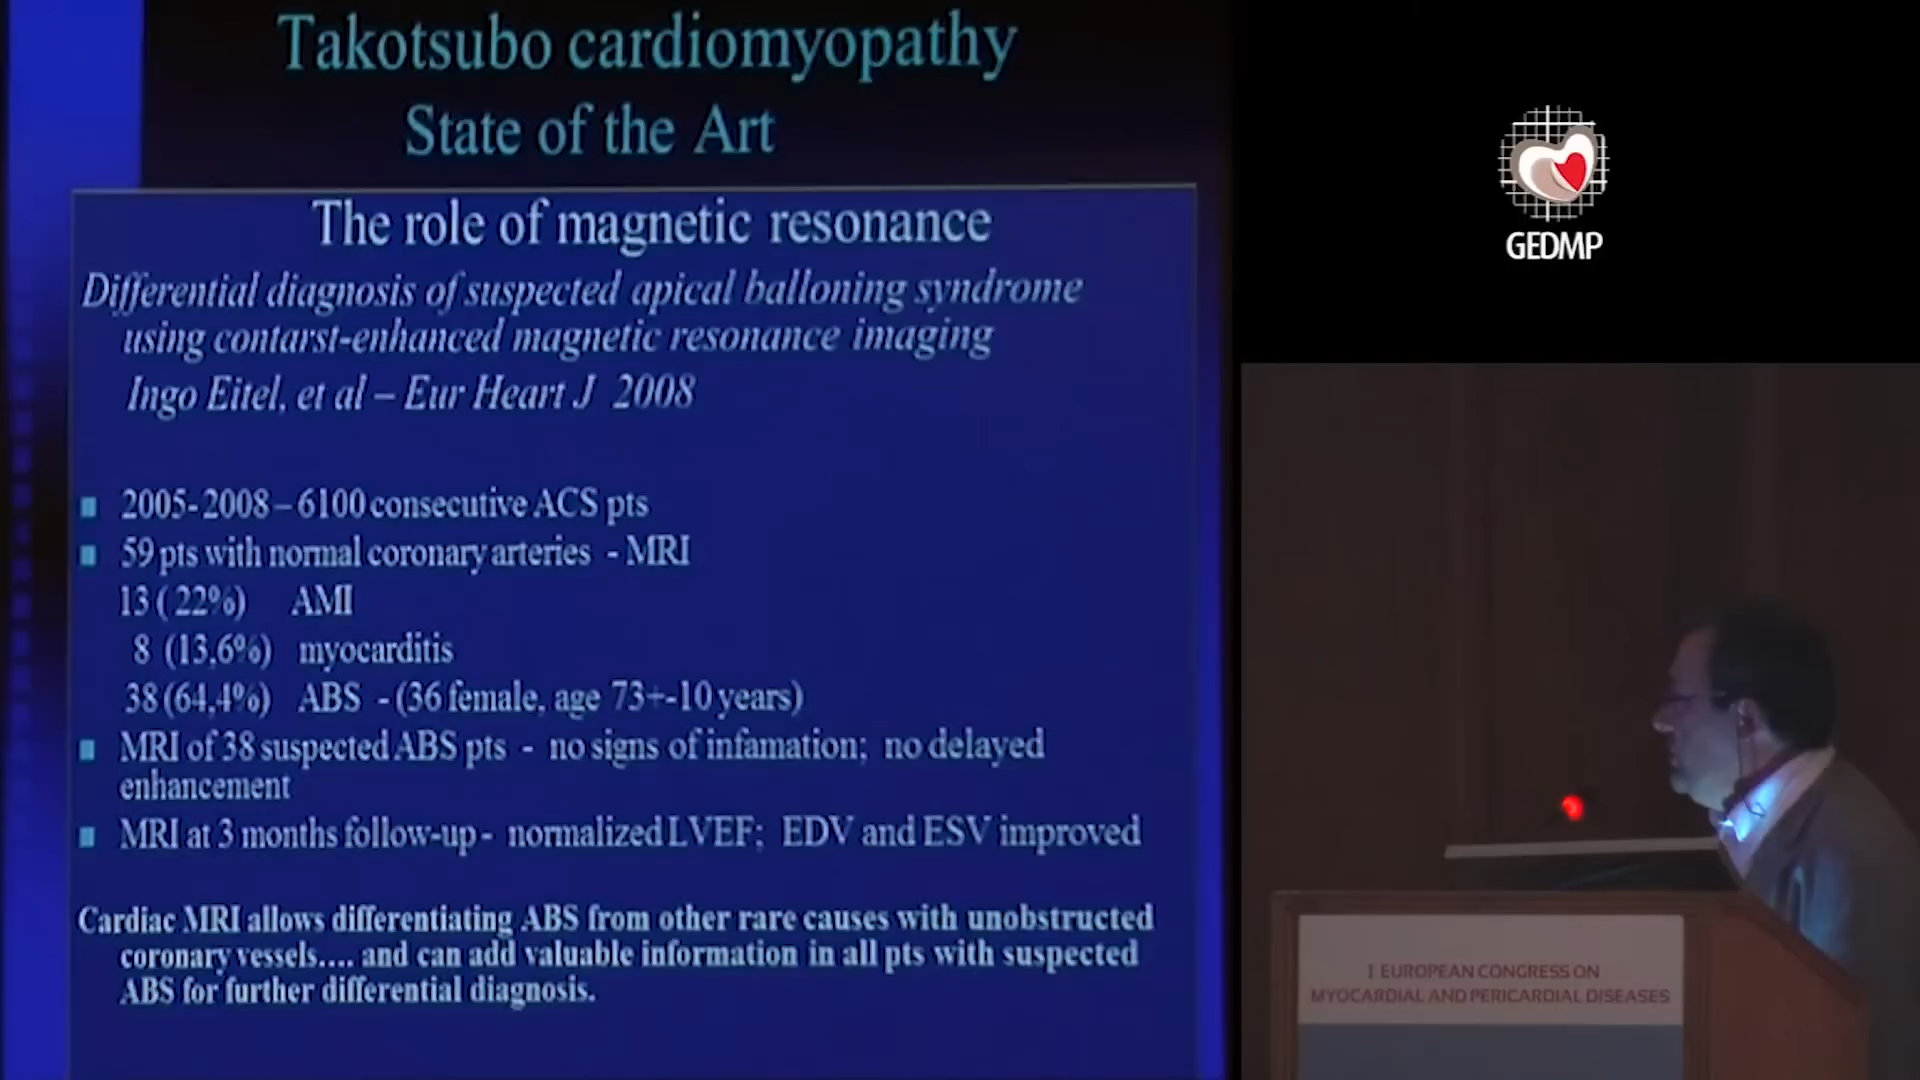 Takotsubo cardiomyopathy
State of the Art
The role of magnetic resonance
Differential diagnosis of suspected apical balloning syndrome
using contarst-enhanced magnetic resonance imaging
Ingo Eitel, et al – Eur Heart J 2008
2005-2008 – 6100 consecutive ACS pts
59 pts with normal coronary arteries - MRI
13 ( 22%) AMI
8 (13,6%) myocarditis
38 (64,4%) ABS - (36 female, age 73+-10 years)
MRI of 38 suspected ABS pts - no signs of infamation; no delayed
enhancement
MRI at 3 months follow-up - normalized LVEF; EDV and ESV improved
Cardiac MRI allows differentiating ABS from other rare causes with unobstructed
coronary vessels.... and can add valuable information in all pts with suspected
ABS for further differential diagnosis.
GEDMP
I EUROPEAN CONGRESS ON
MYOCARDIAL AND PERICARDIAL DISEASES